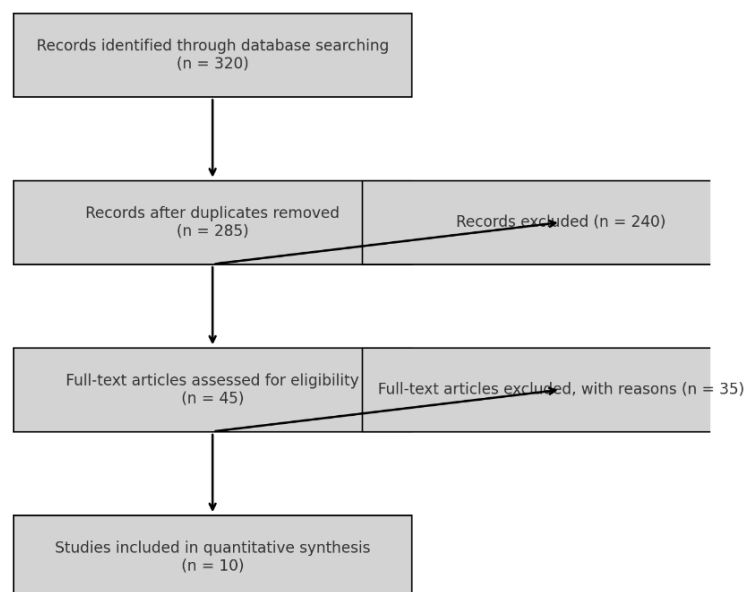 Records identified through database searching
(n = 320)
Records after duplicates removed
(n = 285)
Records excluded (n = 240)
Full-text articles assessed for eligibility
(n = 45)
Full-text articles excluded, with reasons (n = 35)
Studies included in quantitative synthesis
(n = 10)